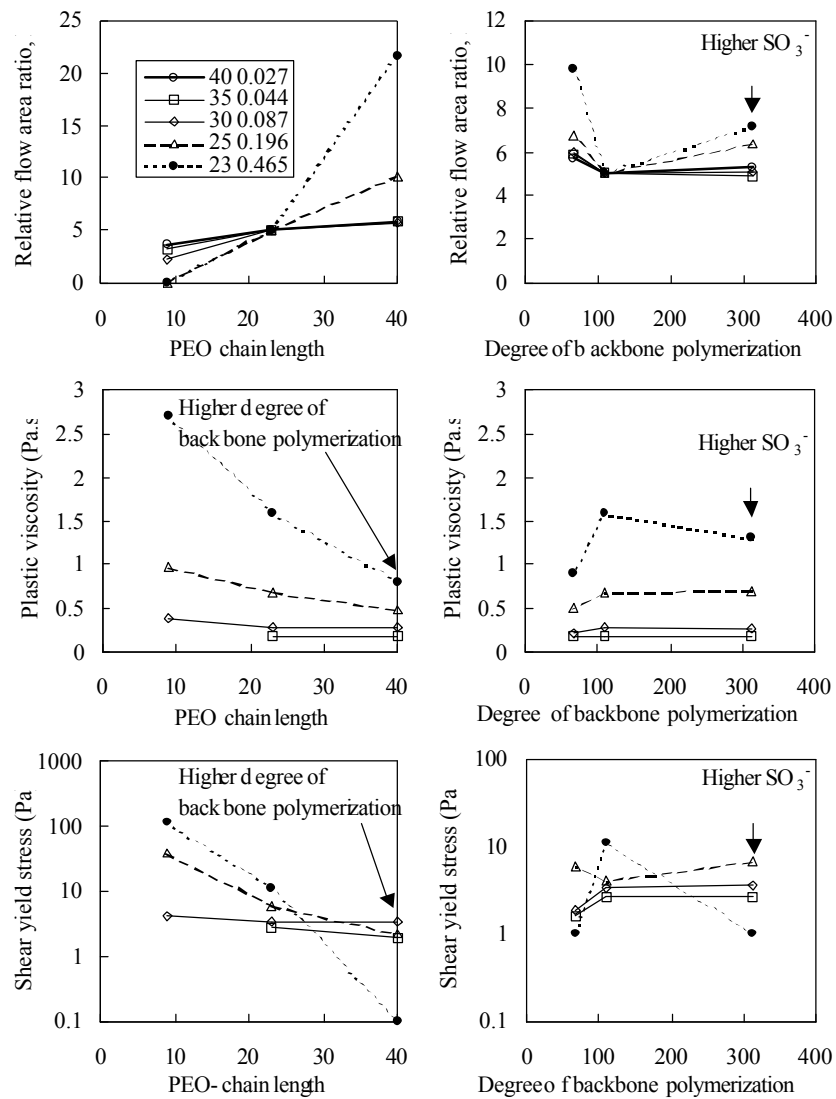 Relative flow area ratio,
25
20
15
10
5
0
40 0.027
35 0.044
30 0.087
25 0.196
23 0.465
0 10 20 30 40
PEO chain length
Relative flow area ratio,
12
10
8
6
4
2
0
Higher SO3-
0 100 200 300 400
Degree of b ackbone polymerization
Plastic viscosity (Pa.s
3
2.5
2
1.5
1
0.5
0
Higher d egree of
back bone polymerization
0 10 20 30 40
PEO chain length
Plastic visocisty (Pa.s
3
2.5
2
1.5
1
0.5
0
Higher SO3-
0 100 200 300 400
Degree of backbone polymerization
Shear yield stress (Pa
1000
100
10
1
0.1
Higher d egree of
back bone polymerization
0 10 20 30 40
PEO- chain length
Shear yield stress (Pa
100
10
1
0.1
Higher SO3-
0 100 200 300 400
Degreeo f backbone polymerization